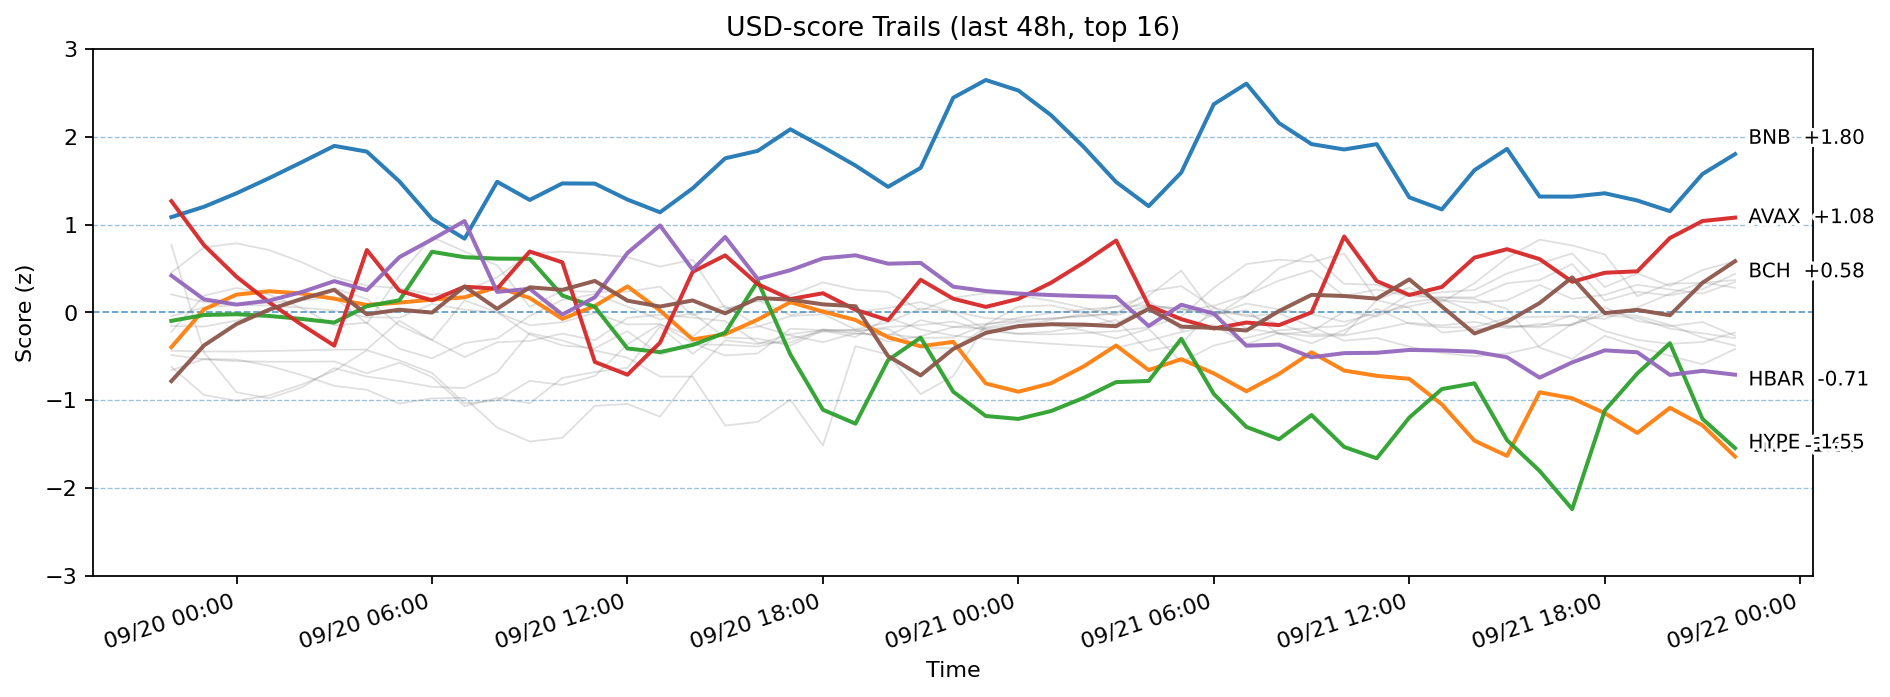 USD-score Trails (last 48h, top 16)
Score (z)
3
2
1
0
−1
−2
−3
BNB +1.80
AVAX +1.08
BCH +0.58
HBAR -0.71
HYPE -1.55
09/20 00:00
09/20 06:00
09/20 12:00
09/20 18:00
09/21 00:00
09/21 06:00
09/21 12:00
09/21 18:00
09/22 00:00
Time